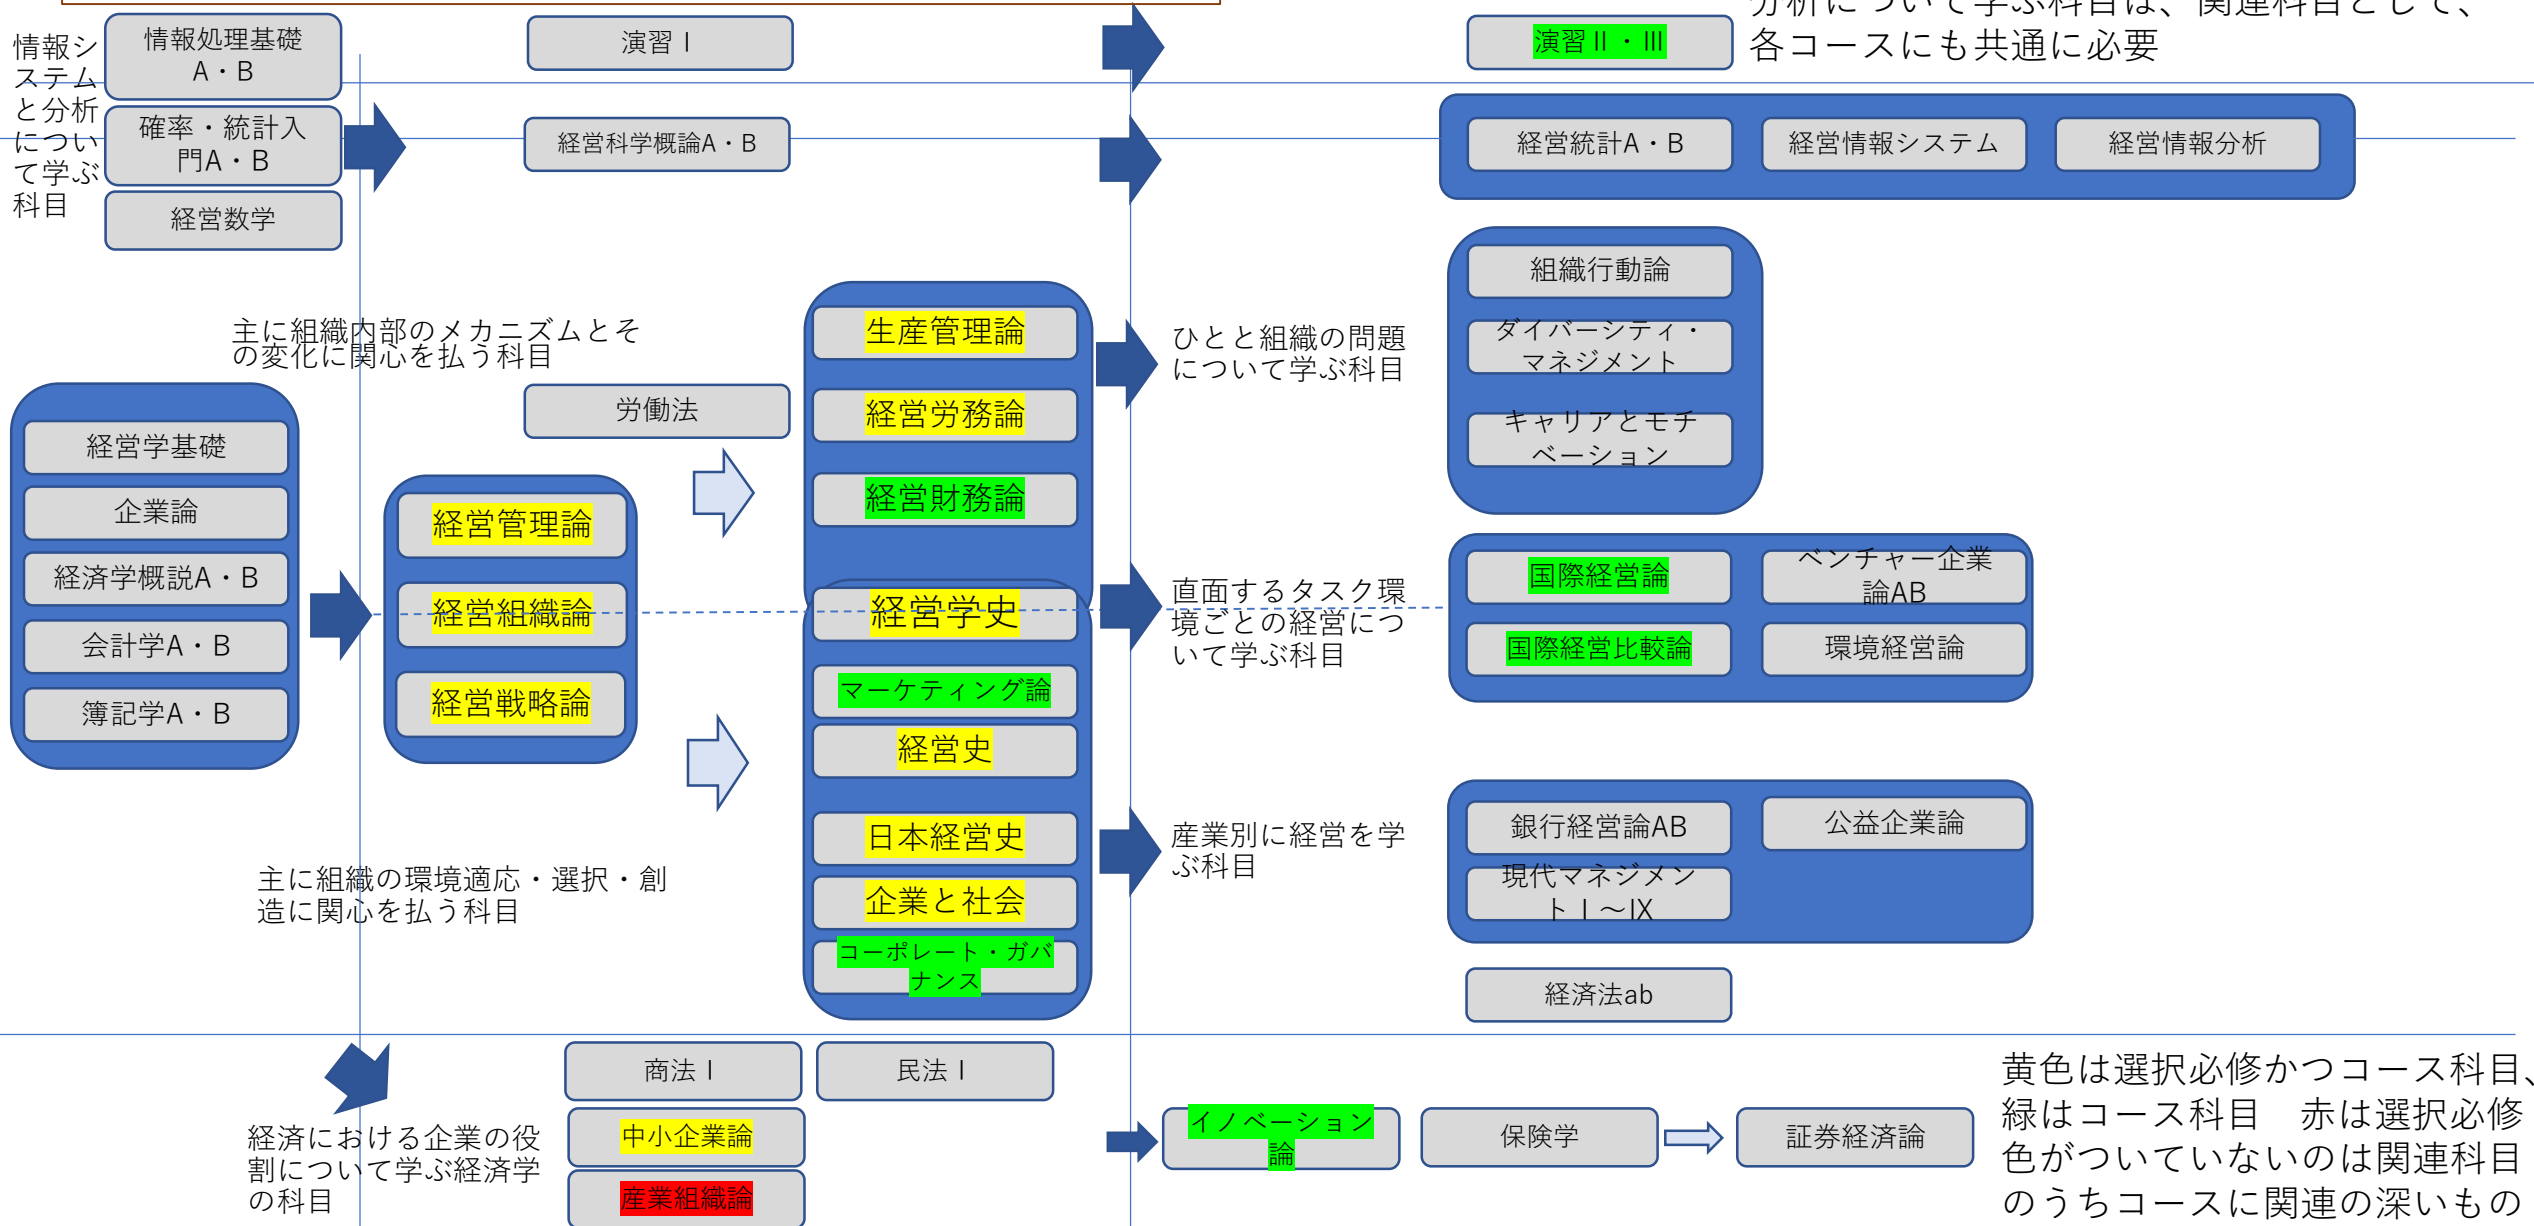 分析について学ぶ科目は、関連科目として、
各コースにも共通に必要
情報シ
ステム
と分析
につい
て学ぶ
科目
情報処理基礎
A・B
演習Ⅰ
演習Ⅱ・Ⅲ
確率・統計入
門A・B
経営科学概論A・B
経営統計A・B
経営情報システム
経営情報分析
経営数学
主に組織内部のメカニズムとそ
の変化に関心を払う科目
労働法
生産管理論
経営労務論
経営財務論
ひとと組織の問題
について学ぶ科目
組織行動論
ダイバーシティ・
マネジメント
キャリアとモチ
ベーション
経営学基礎
企業論
経済学概説A・B
会計学A・B
簿記学A・B
経営管理論
経営組織論
経営戦略論
経営学史
マーケティング論
経営史
日本経営史
企業と社会
コーポレート・ガバ
ナンス
直面するタスク環
境ごとの経営につ
いて学ぶ科目
国際経営論
ベンチャー企業
論AB
国際経営比較論
環境経営論
産業別に経営を学
ぶ科目
銀行経営論AB
公益企業論
現代マネジメン
トⅠ～Ⅸ
経済法ab
主に組織の環境適応・選択・創
造に関心を払う科目
商法Ⅰ
民法Ⅰ
経済における企業の役
割について学ぶ経済学
の科目
中小企業論
産業組織論
イノベーション
論
保険学
証券経済論
黄色は選択必修かつコース科目、
緑はコース科目　赤は選択必修
色がついていないのは関連科目
のうちコースに関連の深いもの